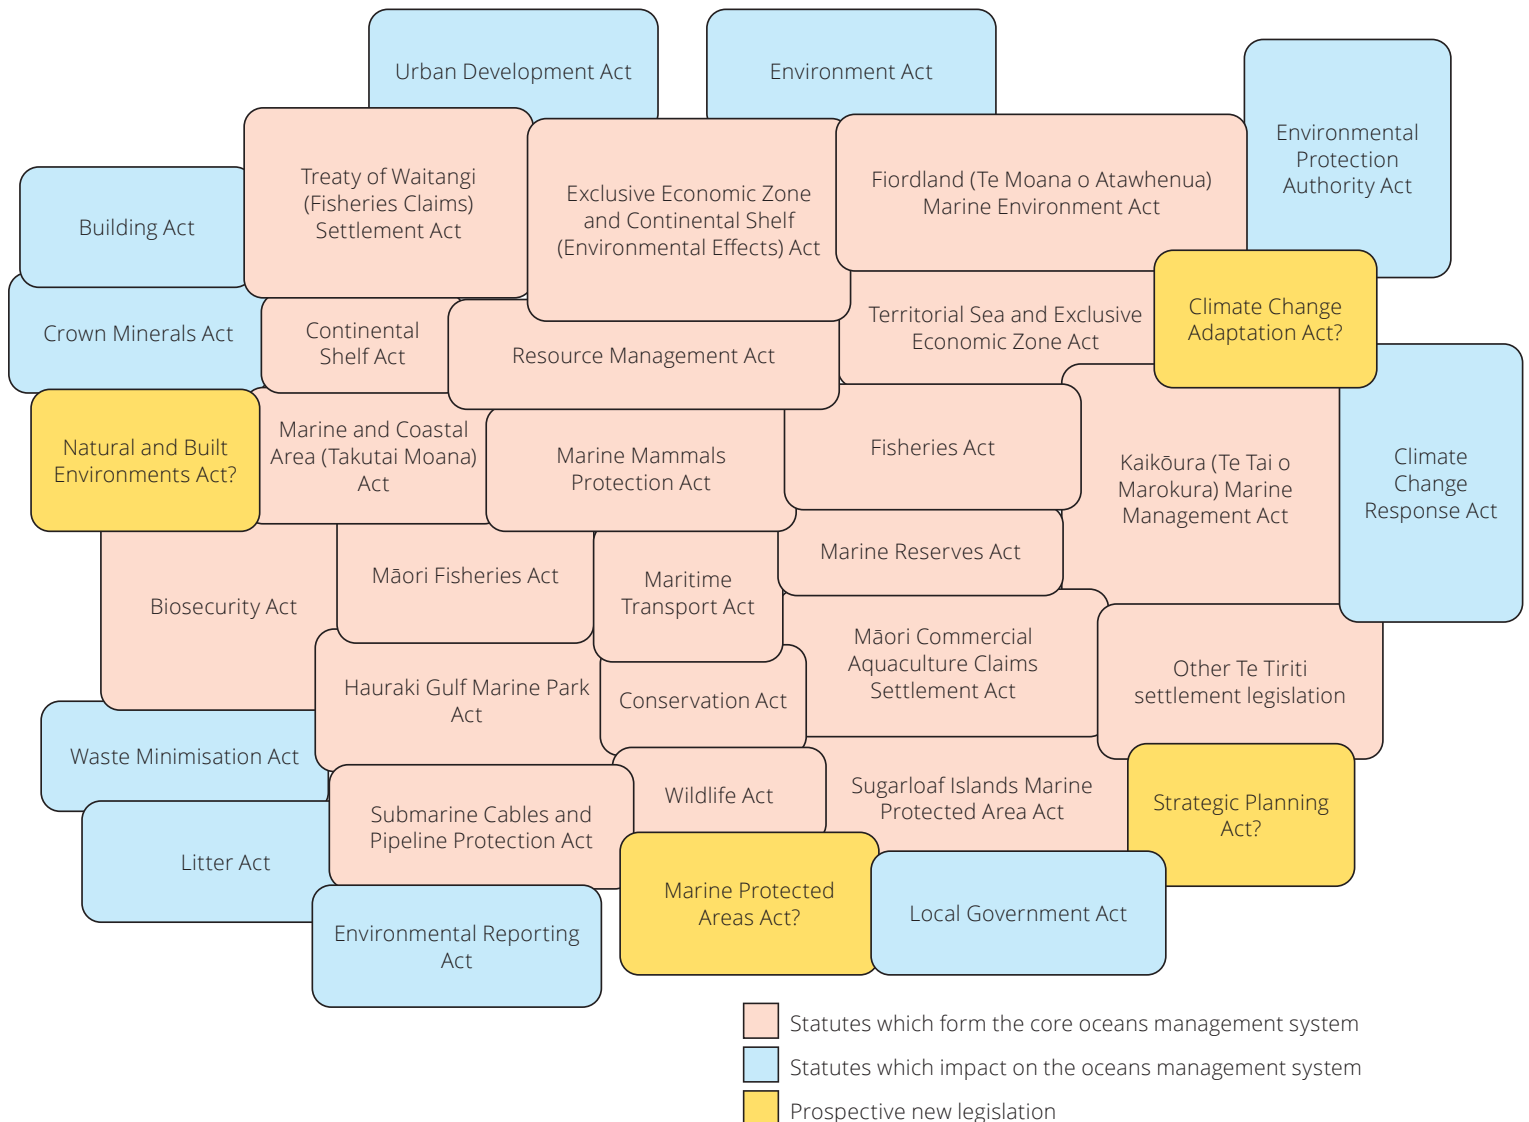 Urban Development Act
Environment Act
Environmental
Protection
Authority Act
Treaty of Waitangi
(Fisheries Claims)
Settlement Act
Exclusive Economic Zone
and Continental Shelf
(Environmental Effects) Act
Fiordland (Te Moana o Atawhenua)
Marine Environment Act
Building Act
Crown Minerals Act
Continental
Shelf Act
Resource Management Act
Territorial Sea and Exclusive
Economic Zone Act
Climate Change
Adaptation Act?
Natural and Built
Environments Act?
Marine and Coastal
Area (Takutai Moana)
Act
Marine Mammals
Protection Act
Fisheries Act
Kaikōura (Te Tai o
Marokura) Marine
Management Act
Climate
Change
Response Act
Biosecurity Act
Māori Fisheries Act
Maritime
Transport Act
Marine Reserves Act
Hauraki Gulf Marine Park
Act
Conservation Act
Māori Commercial
Aquaculture Claims
Settlement Act
Other Te Tiriti
settlement legislation
Waste Minimisation Act
Submarine Cables and
Pipeline Protection Act
Wildlife Act
Sugarloaf Islands Marine
Protected Area Act
Strategic Planning
Act?
Litter Act
Environmental Reporting
Act
Marine Protected
Areas Act?
Local Government Act
Statutes which form the core oceans management system
Statutes which impact on the oceans management system
Prospective new legislation